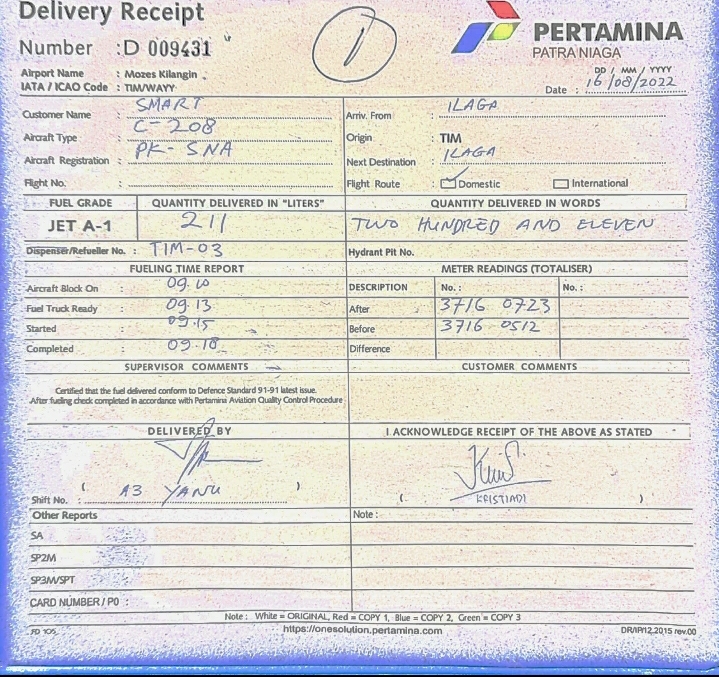 Delivery Receipt
Number :D 009431
1
PERTAMINA
PATRA NIAGA
Airport Name : Mozes Kilangin
IATA / ICAO Code : TIM/WAYY
DD / MM / YYYY
Date : 16/08/2022
Customer Name : SMART
Arriv. From : ILAGA
Aircraft Type : C-208
Origin : TIM
Aircraft Registration : PK-SNA
Next Destination : ILAGA
Flight No. :
Flight Route : Domestic International
FUEL GRADE QUANTITY DELIVERED IN "LITERS" QUANTITY DELIVERED IN WORDS
JET A-1 211 TWO HUNDRED AND ELEVEN
Dispenser/Refueller No. : TIM-03 Hydrant Pit No.
FUELING TIME REPORT METER READINGS (TOTALISER)
Aircraft Block On : 09.10 DESCRIPTION No. : No. :
Fuel Truck Ready : 09.13 After 3716 0723
Started : 09.15 Before 3716 0512
Completed : 09.18 Difference
SUPERVISOR COMMENTS CUSTOMER COMMENTS
Certified that the fuel delivered conform to Defence Standard 91-91 latest issue.
After fueling check completed in accordance with Pertamina Aviation Quality Control Procedure
DELIVERED BY I ACKNOWLEDGE RECEIPT OF THE ABOVE AS STATED
( )
Shift No. : A3 YANU
( KRISTIADI )
Other Reports Note :
SA
SP2M
SP3M/SPT
CARD NUMBER / PO :
Note : White = ORIGINAL, Red = COPY 1, Blue = COPY 2, Green = COPY 3
FD 105 https://onesolution.pertamina.com DR/IP/12.2015 rev.00